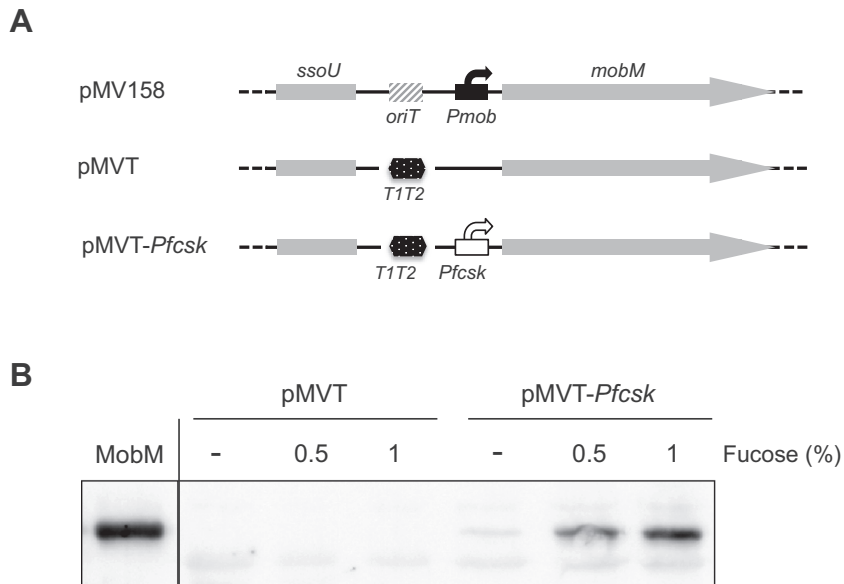 A
ssoU mobM
pMV158
oriT Pmob
pMVT
T1T2
pMVT-Pfcsk
T1T2 Pfcsk
B
pMVT pMVT-Pfcsk
MobM - 0.5 1 - 0.5 1 Fucose (%)